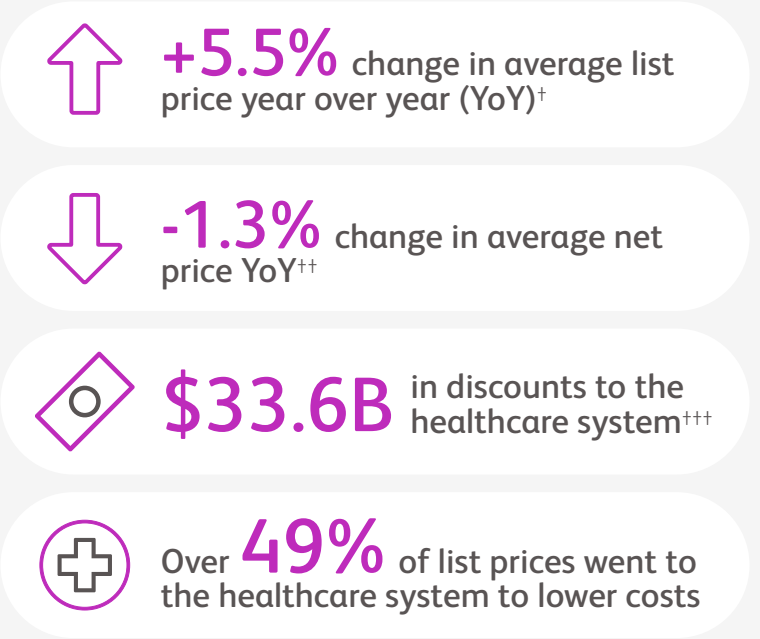 +5.5% change in average list
price year over year (YoY)†
-1.3% change in average net
price YoY††
$33.6B in discounts to the
healthcare system†††
Over 49% of list prices went to
the healthcare system to lower costs